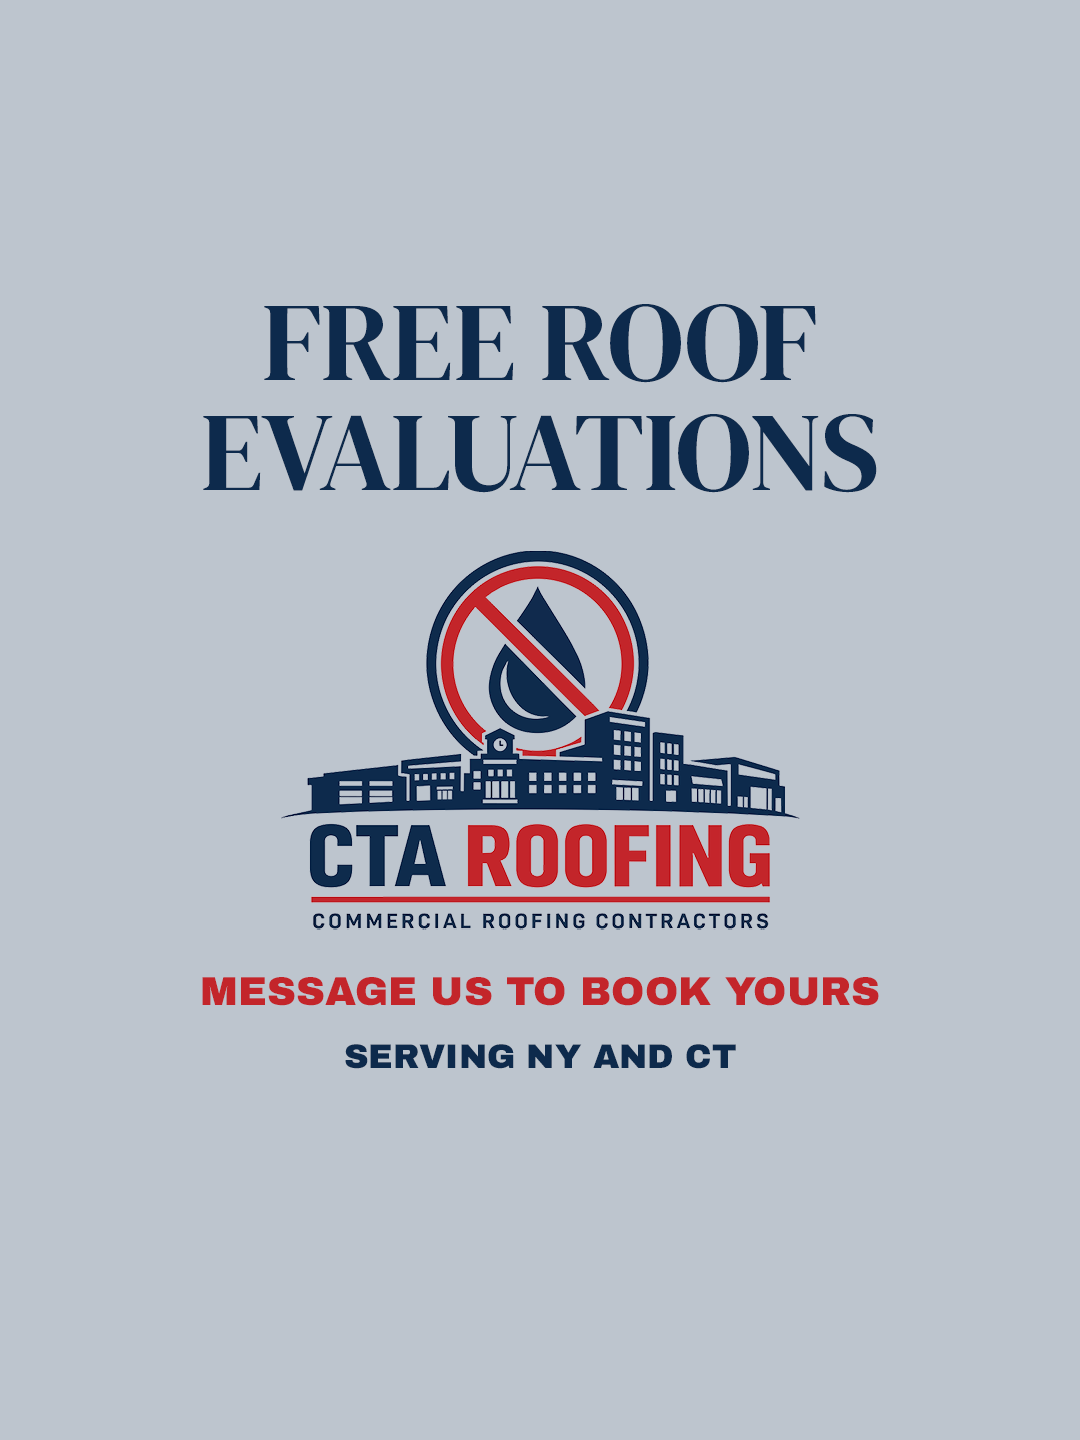 FREE ROOF
EVALUATIONS
CTA ROOFING
COMMERCIAL ROOFING CONTRACTORS
MESSAGE US TO BOOK YOURS
SERVING NY AND CT